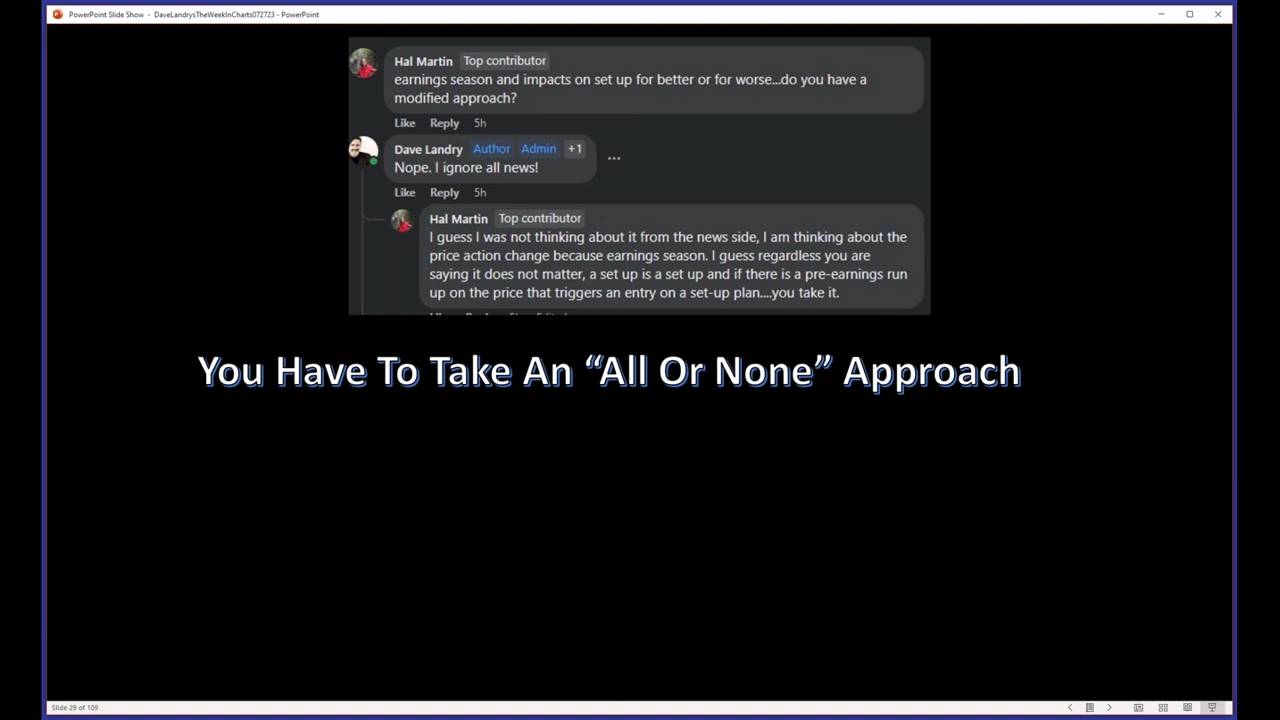 PowerPoint Slide Show - DaveLandrysTheWeekInCharts072723 - PowerPoint
Hal Martin Top contributor
earnings season and impacts on set up for better or for worse...do you have a
modified approach?
Like Reply 5h
Dave Landry Author Admin +1
Nope. I ignore all news!
Like Reply 5h
Hal Martin Top contributor
I guess I was not thinking about it from the news side, I am thinking about the
price action change because earnings season. I guess regardless you are
saying it does not matter, a set up is a set up and if there is a pre-earnings run
up on the price that triggers an entry on a set-up plan....you take it.
You Have To Take An “All Or None” Approach
Slide 29 of 109